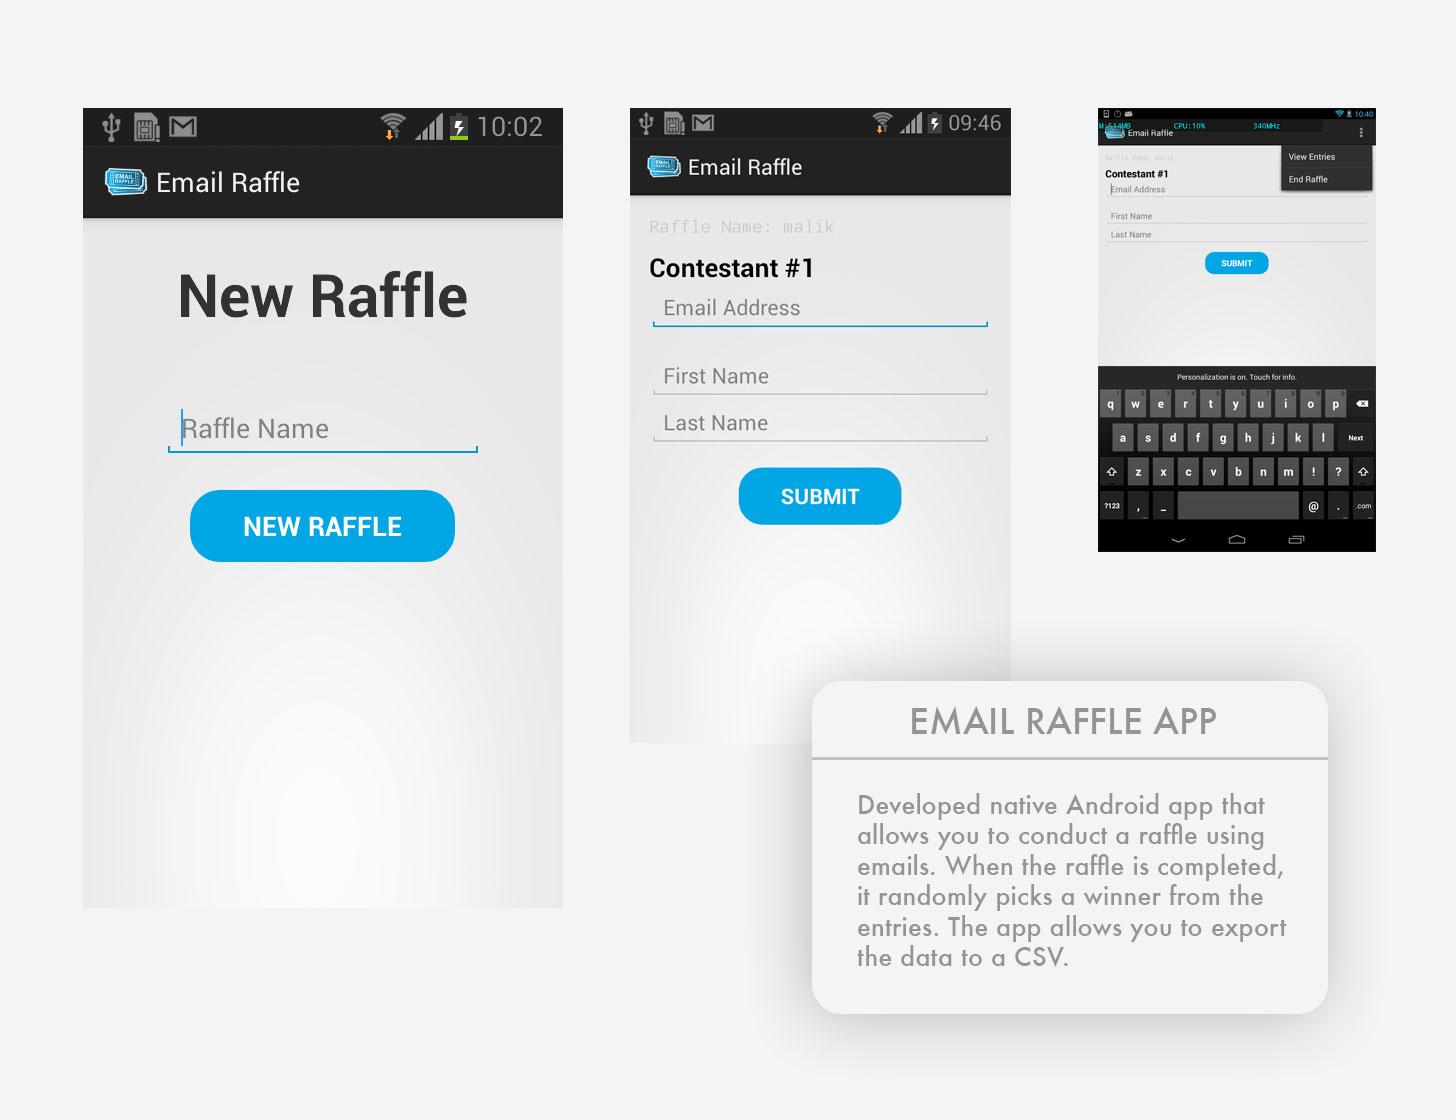 10:02
EMAIL RAFFLE
Email Raffle
New Raffle
Raffle Name
NEW RAFFLE
09:46
EMAIL RAFFLE
Email Raffle
Raffle Name: malik
Contestant #1
Email Address
First Name
Last Name
SUBMIT
10:40
M:514MB CPU:10% 340MHz
Email Raffle
View Entries
End Raffle
Raffle Name: malik
Contestant #1
Email Address
First Name
Last Name
SUBMIT
Personalization is on. Touch for info.
q w e r t y u i o p
a s d f g h j k l Next
z x c v b n m ! ?
?123 , _ @ . .com
EMAIL RAFFLE APP
Developed native Android app that
allows you to conduct a raffle using
emails. When the raffle is completed,
it randomly picks a winner from the
entries. The app allows you to export
the data to a CSV.